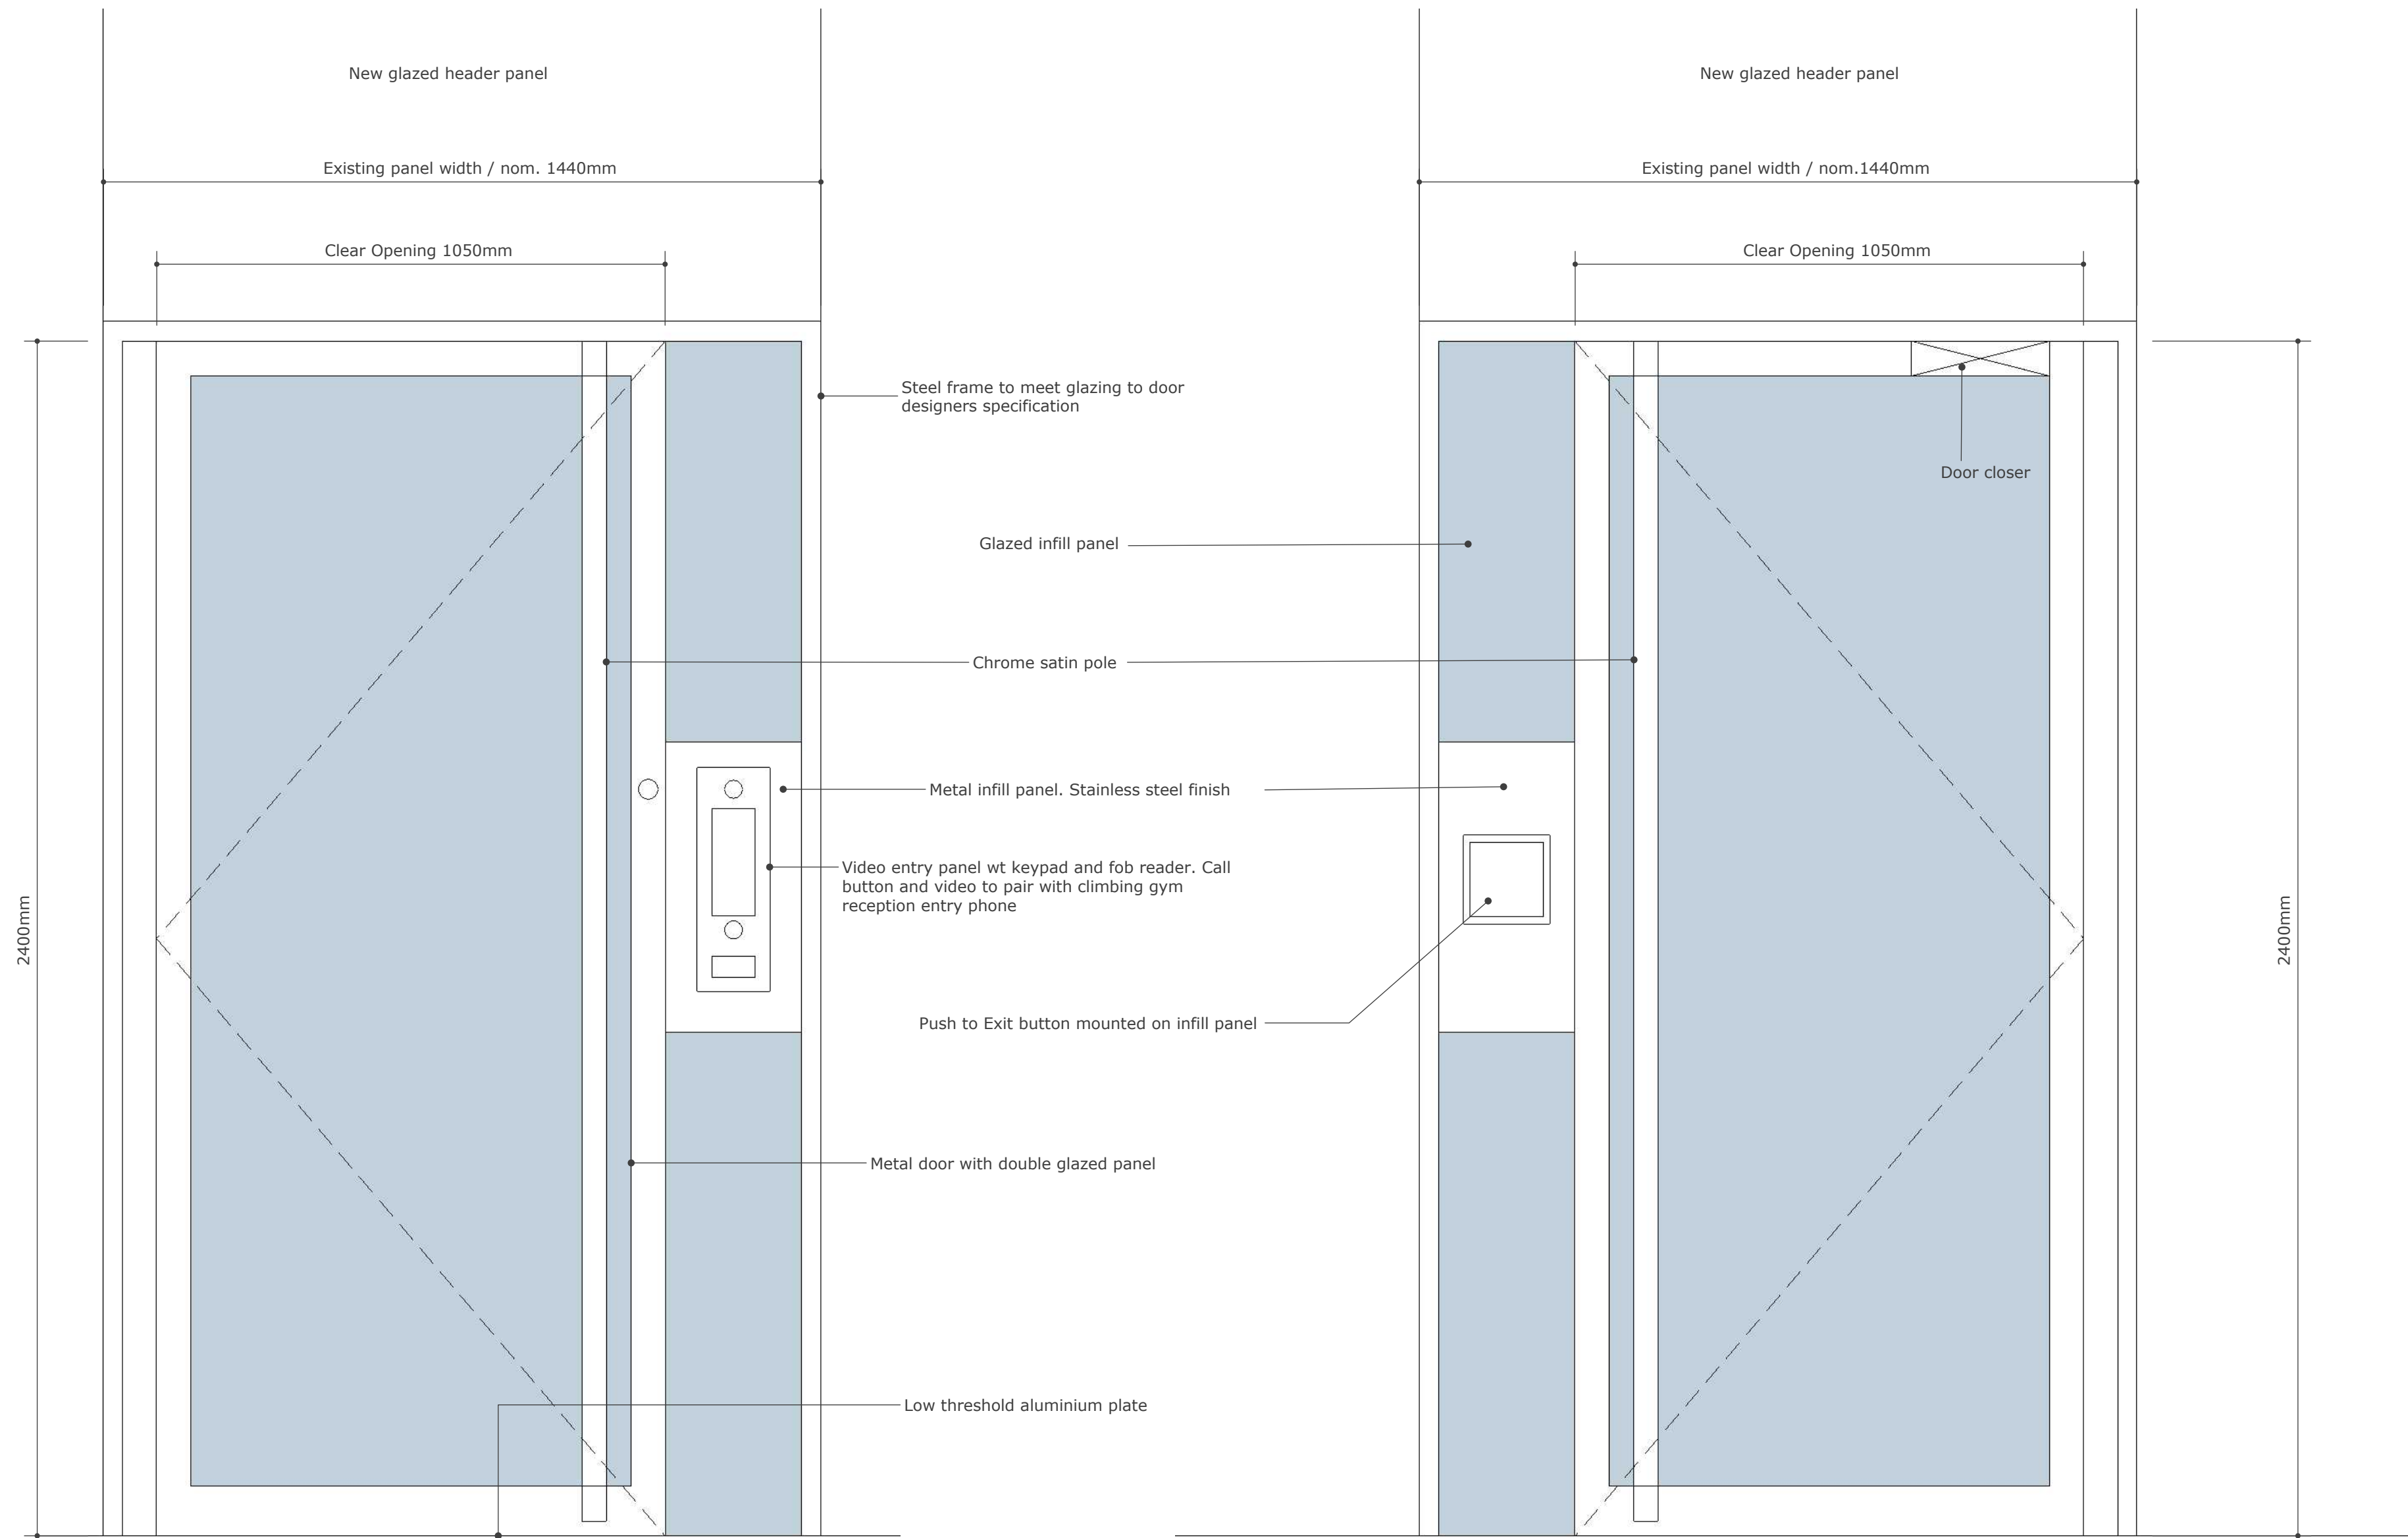 New glazed header panel
New glazed header panel
Existing panel width / nom. 1440mm
Existing panel width / nom.1440mm
Clear Opening 1050mm
Clear Opening 1050mm
Steel frame to meet glazing to door
designers specification
Door closer
Glazed infill panel
Chrome satin pole
Metal infill panel. Stainless steel finish
Video entry panel wt keypad and fob reader. Call
button and video to pair with climbing gym
reception entry phone
2400mm
2400mm
Push to Exit button mounted on infill panel
Metal door with double glazed panel
Low threshold aluminium plate